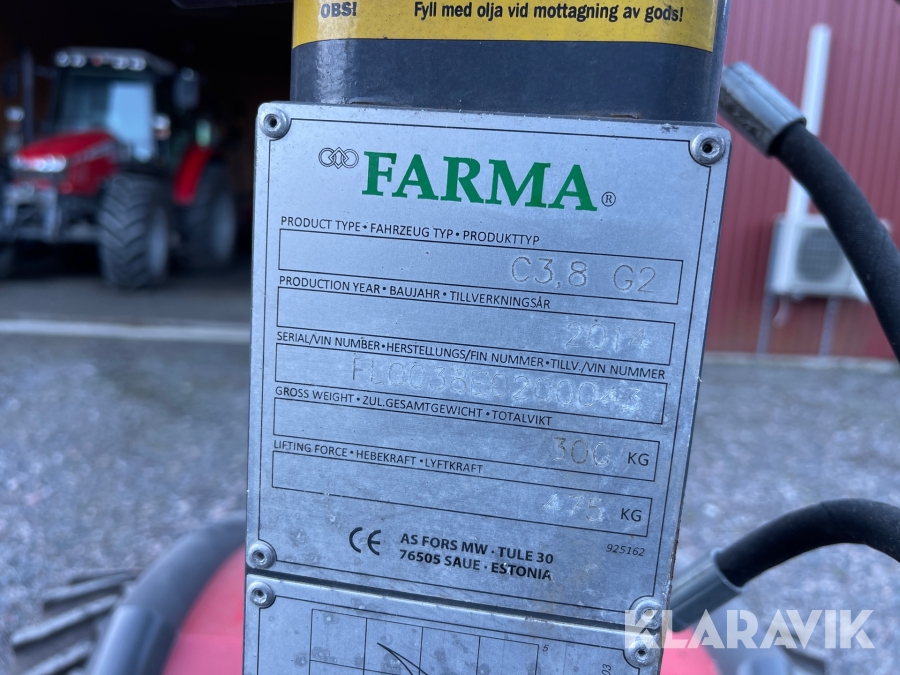 OBS! Fyll med olja vid mottagning av gods!
FARMA®
PRODUCT TYPE • FAHRZEUG TYP • PRODUKTTYP
C3,8 G2
PRODUCTION YEAR • BAUJAHR • TILLVERKNINGSÅR
2014
SERIAL/VIN NUMBER • HERSTELLUNGS/FIN NUMMER • TILLV./VIN NUMMER
GROSS WEIGHT • ZUL.GESAMTGEWICHT • TOTALVIKT
300 KG
LIFTING FORCE • HEBEKRAFT • LYFTKRAFT
475 KG
CE AS FORS MW · TULE 30
76505 SAUE · ESTONIA
925162
5
03
KLARAVIK